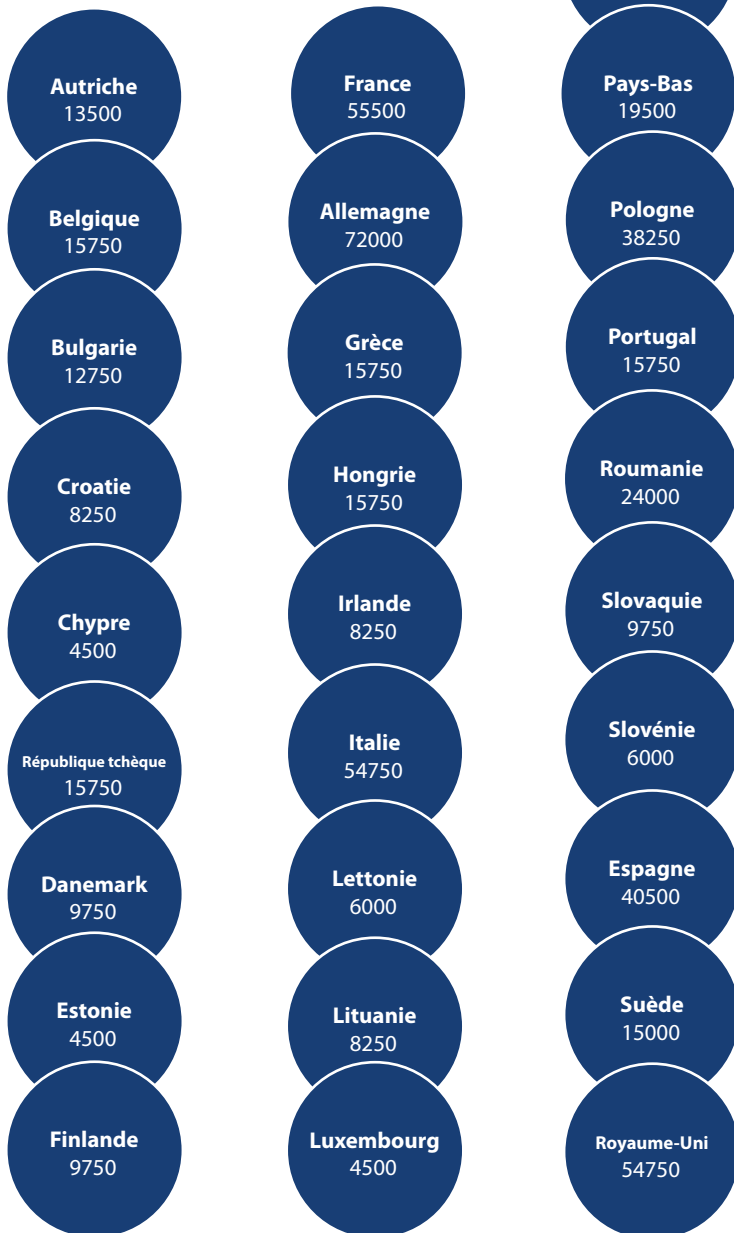 Autriche
13500
Belgique
15750
Bulgarie
12750
Croatie
8250
Chypre
4500
République tchèque
15750
Danemark
9750
Estonie
4500
Finlande
9750
France
55500
Allemagne
72000
Grèce
15750
Hongrie
15750
Irlande
8250
Italie
54750
Lettonie
6000
Lituanie
8250
Luxembourg
4500
Pays-Bas
19500
Pologne
38250
Portugal
15750
Roumanie
24000
Slovaquie
9750
Slovénie
6000
Espagne
40500
Suède
15000
Royaume-Uni
54750